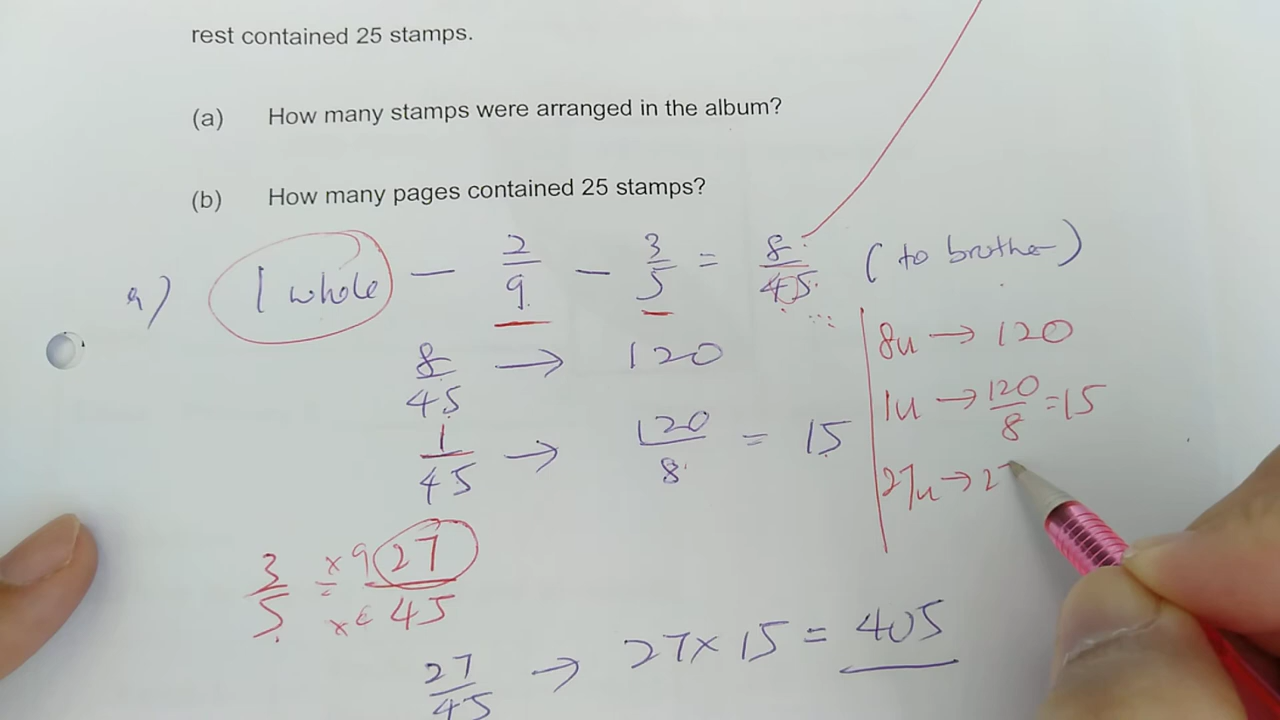 rest contained 25 stamps.
(a) How many stamps were arranged in the album?
(b) How many pages contained 25 stamps?
a) 1 whole - 2/9 - 3/5 = 8/45 (to brother)
8/45 → 120
1/45 → 120/8 = 15
8u → 120
1u → 120/8 = 15
27u → 27
3/5 = ×9 27 / 45
27/45 → 27 × 15 = 405